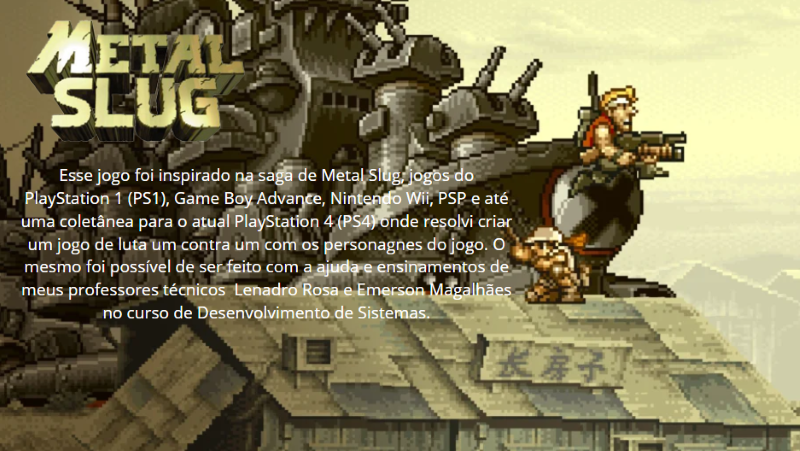 METAL
SLUG
Esse jogo foi inspirado na saga de Metal Slug, jogos do
PlayStation 1 (PS1), Game Boy Advance, Nintendo Wii, PSP e até
uma coletânea para o atual PlayStation 4 (PS4) onde resolvi criar
um jogo de luta um contra um com os personagnes do jogo. O
mesmo foi possível de ser feito com a ajuda e ensinamentos de
meus professores técnicos  Lenadro Rosa e Emerson Magalhães
no curso de Desenvolvimento de Sistemas.